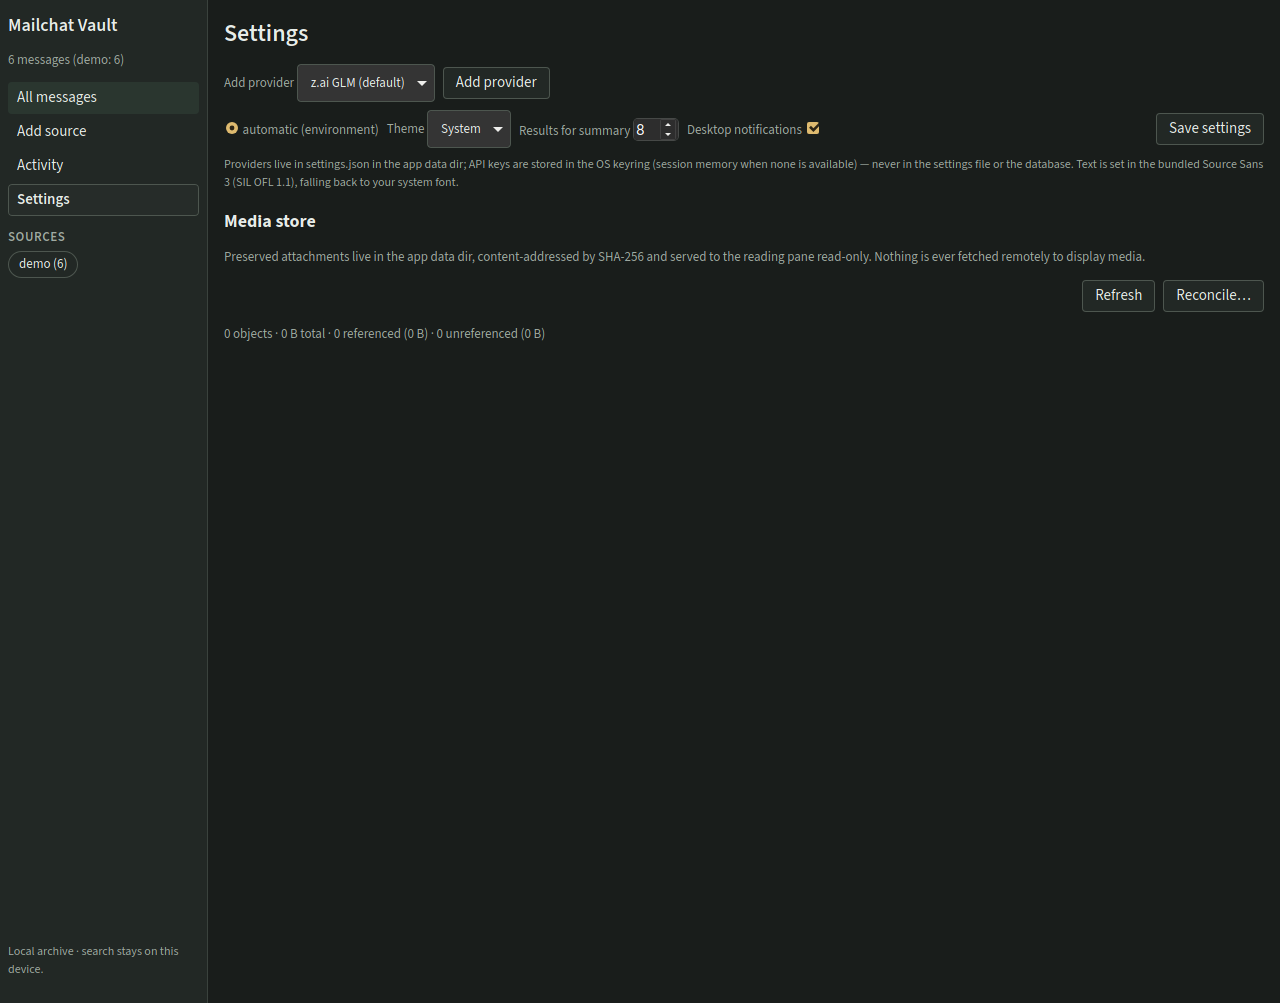 Mailchat Vault
6 messages (demo: 6)
All messages
Add source
Activity
Settings
SOURCES
demo (6)
Local archive · search stays on this
device.
Settings
Add provider z.ai GLM (default) Add provider
automatic (environment) Theme System Results for summary 8 Desktop notifications Save settings
Providers live in settings.json in the app data dir; API keys are stored in the OS keyring (session memory when none is available) — never in the settings file or the database. Text is set in the bundled Source Sans
3 (SIL OFL 1.1), falling back to your system font.
Media store
Preserved attachments live in the app data dir, content-addressed by SHA-256 and served to the reading pane read-only. Nothing is ever fetched remotely to display media.
Refresh Reconcile…
0 objects · 0 B total · 0 referenced (0 B) · 0 unreferenced (0 B)